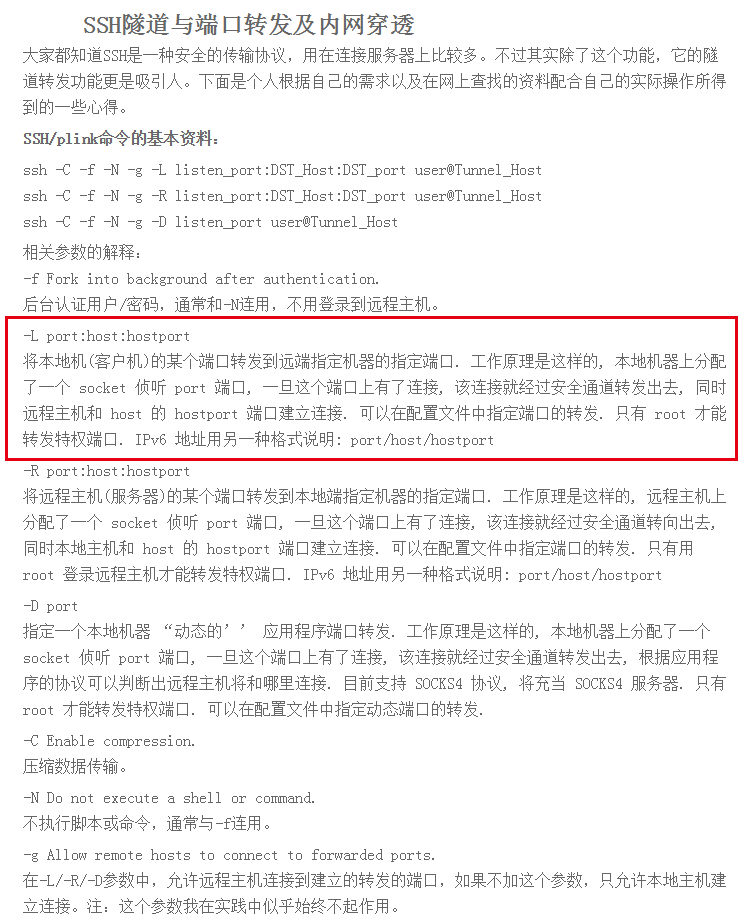 SSH隧道与端口转发及内网穿透
大家都知道SSH是一种安全的传输协议，用在连接服务器上比较多。不过其实除了这个功能，它的隧
道转发功能更是吸引人。下面是个人根据自己的需求以及在网上查找的资料配合自己的实际操作所得
到的一些心得。
SSH/plink命令的基本资料：
ssh -C -f -N -g -L listen_port:DST_Host:DST_port user@Tunnel_Host
ssh -C -f -N -g -R listen_port:DST_Host:DST_port user@Tunnel_Host
ssh -C -f -N -g -D listen_port user@Tunnel_Host
相关参数的解释：
-f Fork into background after authentication.
后台认证用户/密码，通常和-N连用，不用登录到远程主机。
-L port:host:hostport
将本地机(客户机)的某个端口转发到远端指定机器的指定端口. 工作原理是这样的, 本地机器上分配
了一个 socket 侦听 port 端口, 一旦这个端口上有了连接, 该连接就经过安全通道转发出去, 同时
远程主机和 host 的 hostport 端口建立连接. 可以在配置文件中指定端口的转发. 只有 root 才能
转发特权端口. IPv6 地址用另一种格式说明: port/host/hostport
-R port:host:hostport
将远程主机(服务器)的某个端口转发到本地端指定机器的指定端口. 工作原理是这样的, 远程主机上
分配了一个 socket 侦听 port 端口, 一旦这个端口上有了连接, 该连接就经过安全通道转向出去,
同时本地主机和 host 的 hostport 端口建立连接. 可以在配置文件中指定端口的转发. 只有用
root 登录远程主机才能转发特权端口. IPv6 地址用另一种格式说明: port/host/hostport
-D port
指定一个本地机器 “动态的’’ 应用程序端口转发. 工作原理是这样的, 本地机器上分配了一个
socket 侦听 port 端口, 一旦这个端口上有了连接, 该连接就经过安全通道转发出去, 根据应用程
序的协议可以判断出远程主机将和哪里连接. 目前支持 SOCKS4 协议, 将充当 SOCKS4 服务器. 只有
root 才能转发特权端口. 可以在配置文件中指定动态端口的转发.
-C Enable compression.
压缩数据传输。
-N Do not execute a shell or command.
不执行脚本或命令，通常与-f连用。
-g Allow remote hosts to connect to forwarded ports.
在-L/-R/-D参数中，允许远程主机连接到建立的转发的端口，如果不加这个参数，只允许本地主机建
立连接。注：这个参数我在实践中似乎始终不起作用。